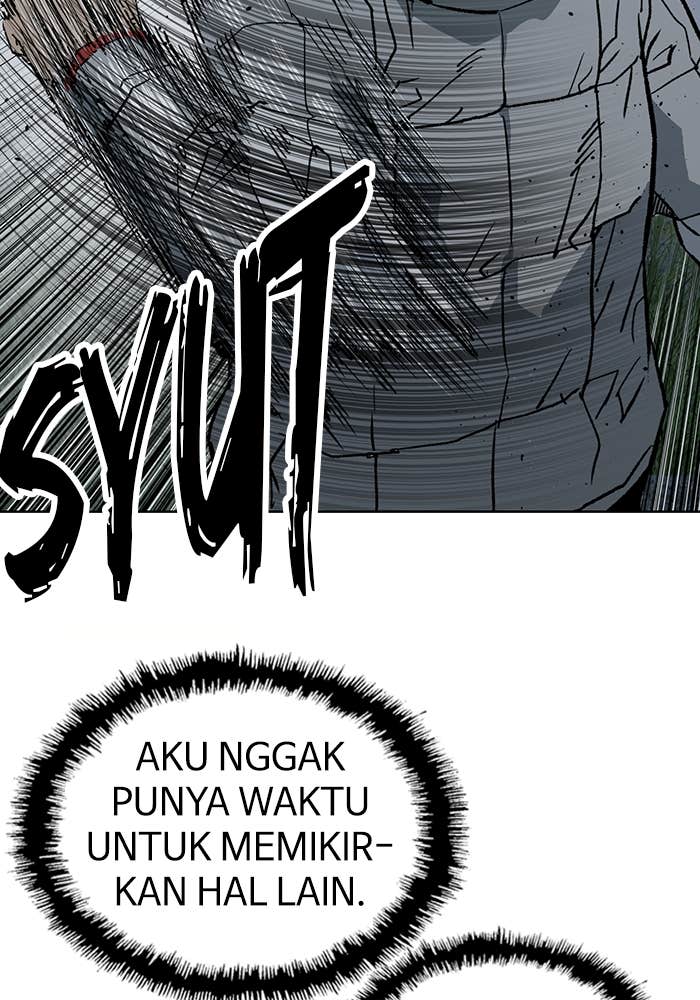 SYUT
AKU NGGAK
PUNYA WAKTU
UNTUK MEMIKIR-
KAN HAL LAIN.